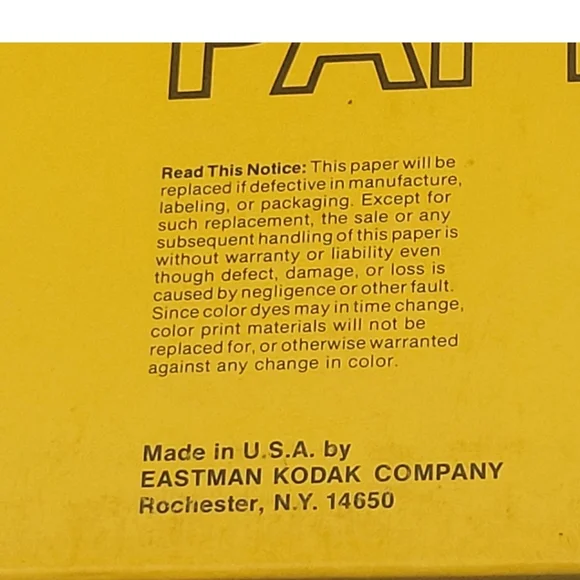 Read This Notice: This paper will be
replaced if defective in manufacture,
labeling, or packaging. Except for
such replacement, the sale or any
subsequent handling of this paper is
without warranty or liability even
though defect, damage, or loss is
caused by negligence or other fault.
Since color dyes may in time change,
color print materials will not be
replaced for, or otherwise warranted
against any change in color.
Made in U.S.A. by
EASTMAN KODAK COMPANY
Rochester, N.Y. 14650